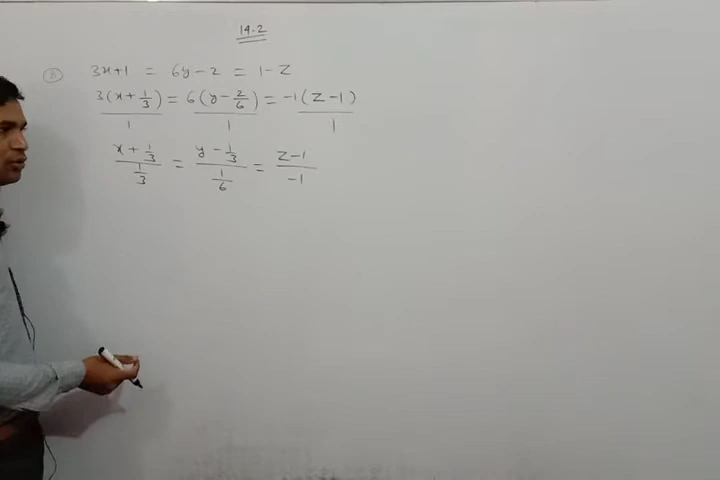 14.2
⑧ 3x+1 = 6y-2 = 1-z
3(x+1/3)/1 = 6(y-2/6)/1 = -1(z-1)/1
(x+1/3)/(1/3) = (y-1/3)/(1/6) = (z-1)/-1